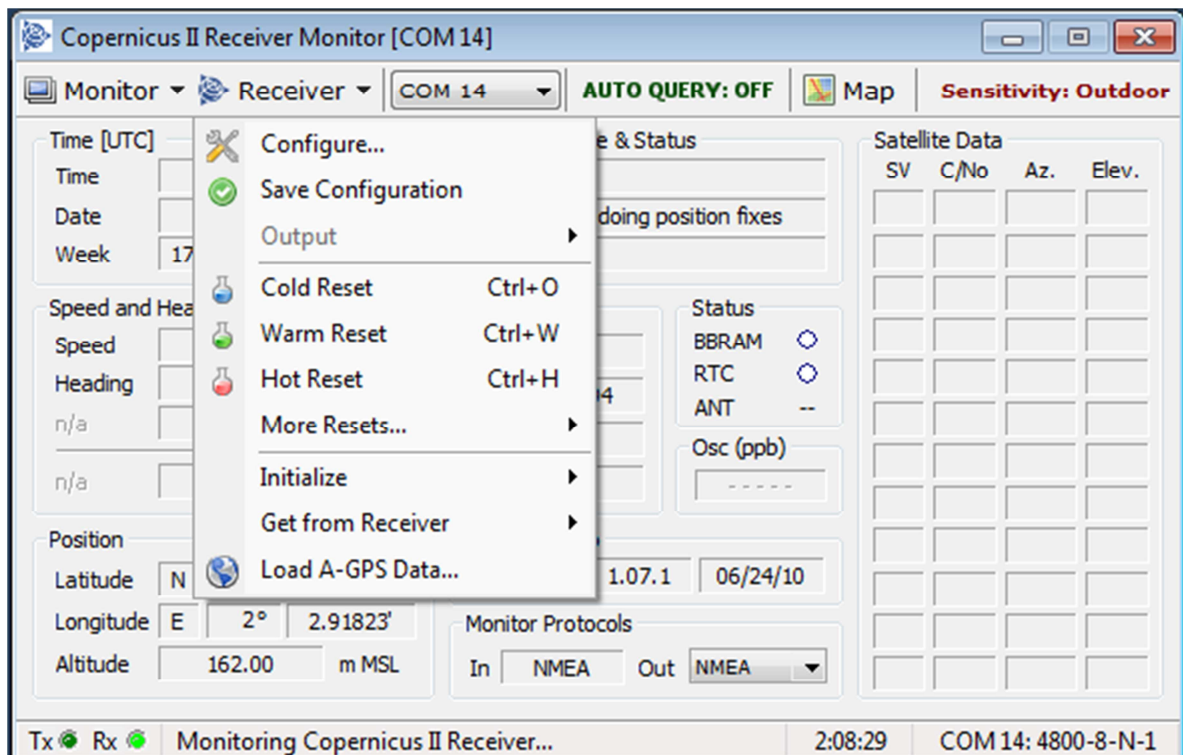 Copernicus II Receiver Monitor [COM 14]
Monitor Receiver COM 14 AUTO QUERY: OFF Map Sensitivity: Outdoor
Configure...
Save Configuration
Output
Cold Reset Ctrl+O
Warm Reset Ctrl+W
Hot Reset Ctrl+H
More Resets...
Initialize
Get from Receiver
Load A-GPS Data...
Time [UTC]
Time
Date
Week 17
& Status
doing position fixes
Speed and Hea
Speed
Heading
n/a
n/a
Status
BBRAM
RTC
ANT --
Osc (ppb)
-----
Position
Latitude N
Longitude E 2° 2.91823'
Altitude 162.00 m MSL
1.07.1 06/24/10
Monitor Protocols
In NMEA Out NMEA
Satellite Data
SV C/No Az. Elev.
Tx Rx Monitoring Copernicus II Receiver... 2:08:29 COM 14: 4800-8-N-1